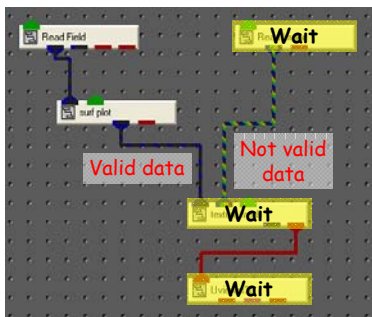 Read Field
Wait
surf plot
Valid data
Not valid
data
Wait
Wait